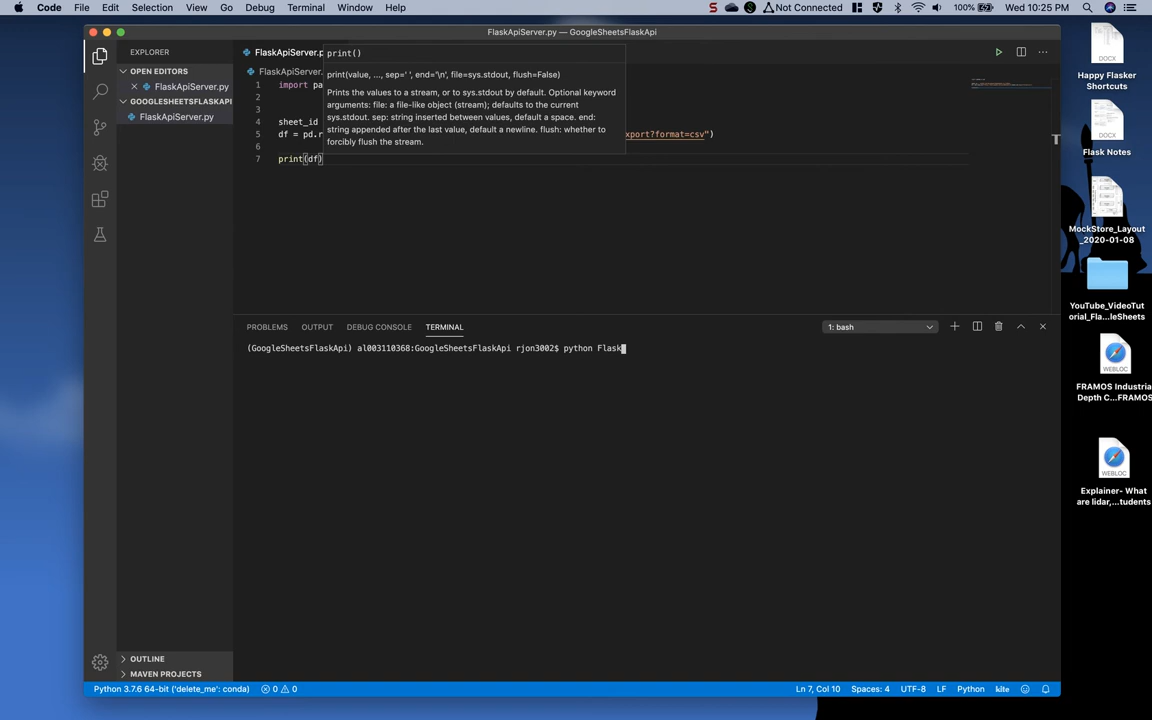 Code File Edit Selection View Go Debug Terminal Window Help
S Not Connected 100% Wed 10:25 PM
FlaskApiServer.py — GoogleSheetsFlaskApi
EXPLORER
OPEN EDITORS
FlaskApiServer.py
GOOGLESHEETSFLASKAPI
FlaskApiServer.py
OUTLINE
MAVEN PROJECTS
FlaskApiServer.p
FlaskApiServer.
print()
print(value, ..., sep=' ', end='\n', file=sys.stdout, flush=False)
Prints the values to a stream, or to sys.stdout by default. Optional keyword
arguments: file: a file-like object (stream); defaults to the current
sys.stdout. sep: string inserted between values, default a space. end:
string appended after the last value, default a newline. flush: whether to
forcibly flush the stream.
1 import pa
2
3
4 sheet_id
5 df = pd.r xport?format=csv")
6
7 print(df)
PROBLEMS OUTPUT DEBUG CONSOLE TERMINAL
1: bash
(GoogleSheetsFlaskApi) al003110368:GoogleSheetsFlaskApi rjon3002$ python Flask
Happy Flasker
Shortcuts
DOCX
Flask Notes
DOCX
MockStore_Layout
_2020-01-08
YouTube_VideoTut
orial_Fla...leSheets
WEBLOC
FRAMOS Industria
Depth C...FRAMOS
WEBLOC
Explainer- What
are lidar,...tudents
Python 3.7.6 64-bit ('delete_me': conda) 0 0
Ln 7, Col 10 Spaces: 4 UTF-8 LF Python kite